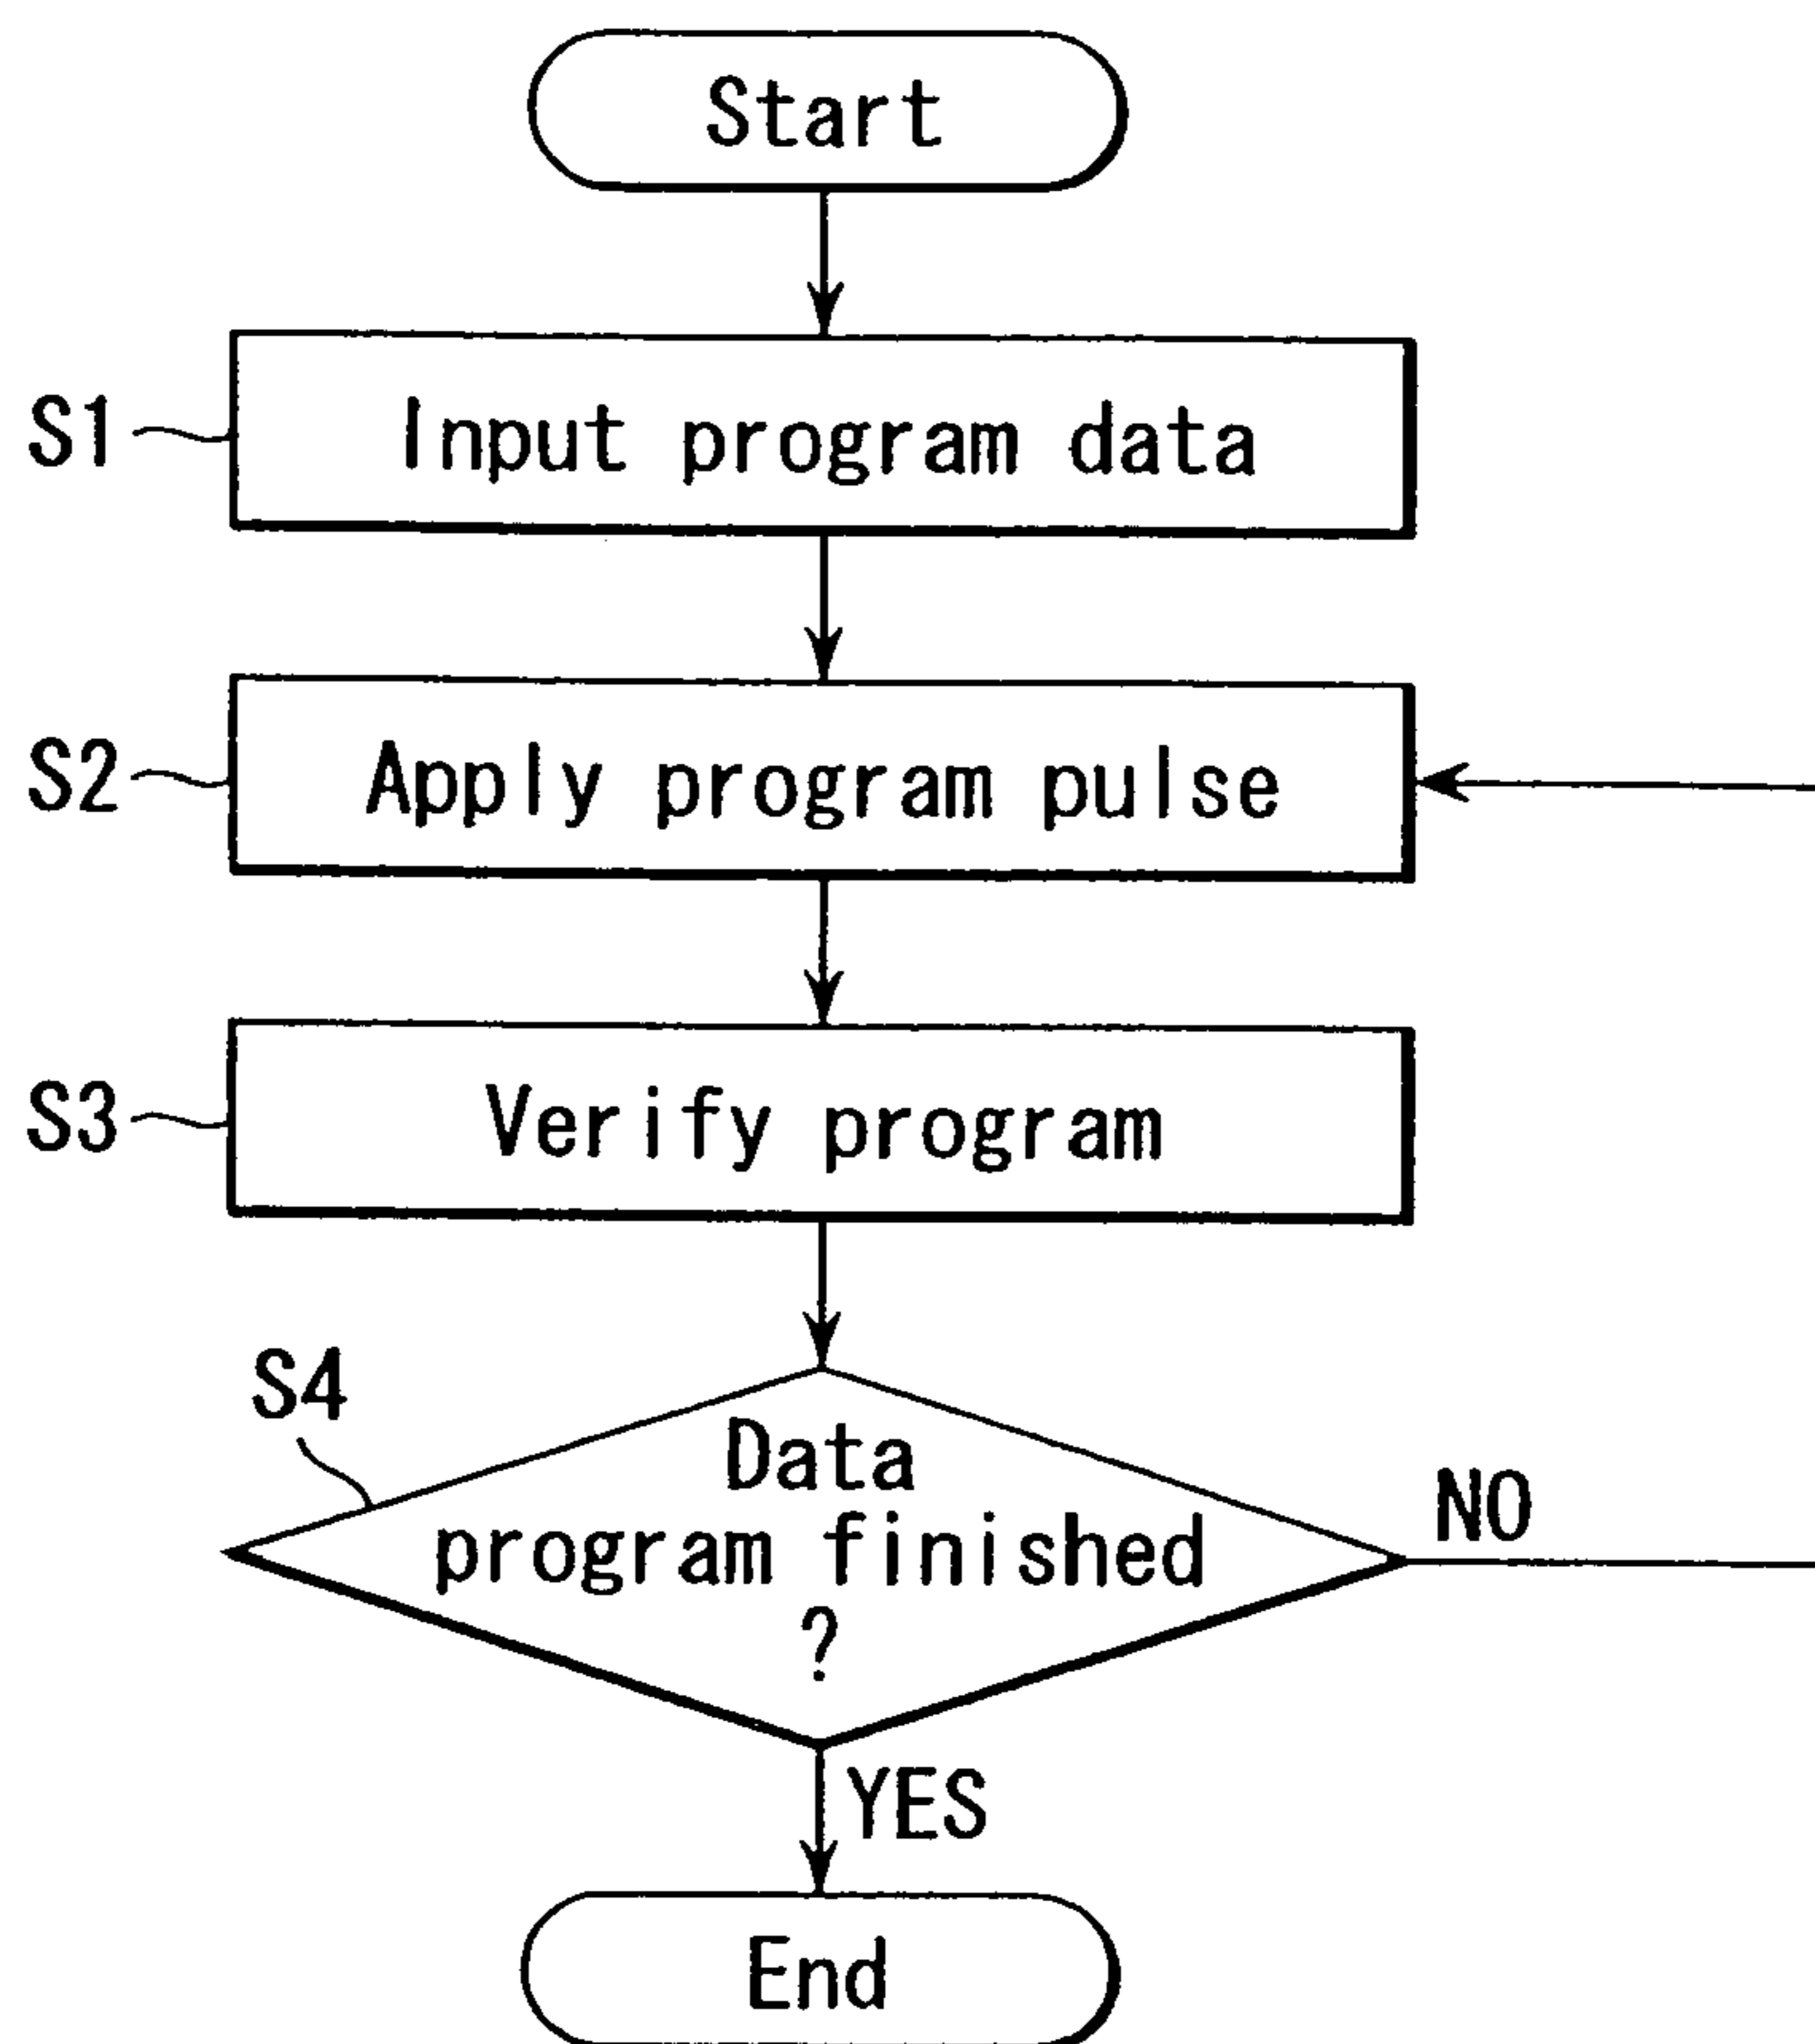 Start
S1
Input program data
S2
Apply program pulse
S3
Verify program
S4
Data
program finished
?
NO
YES
End